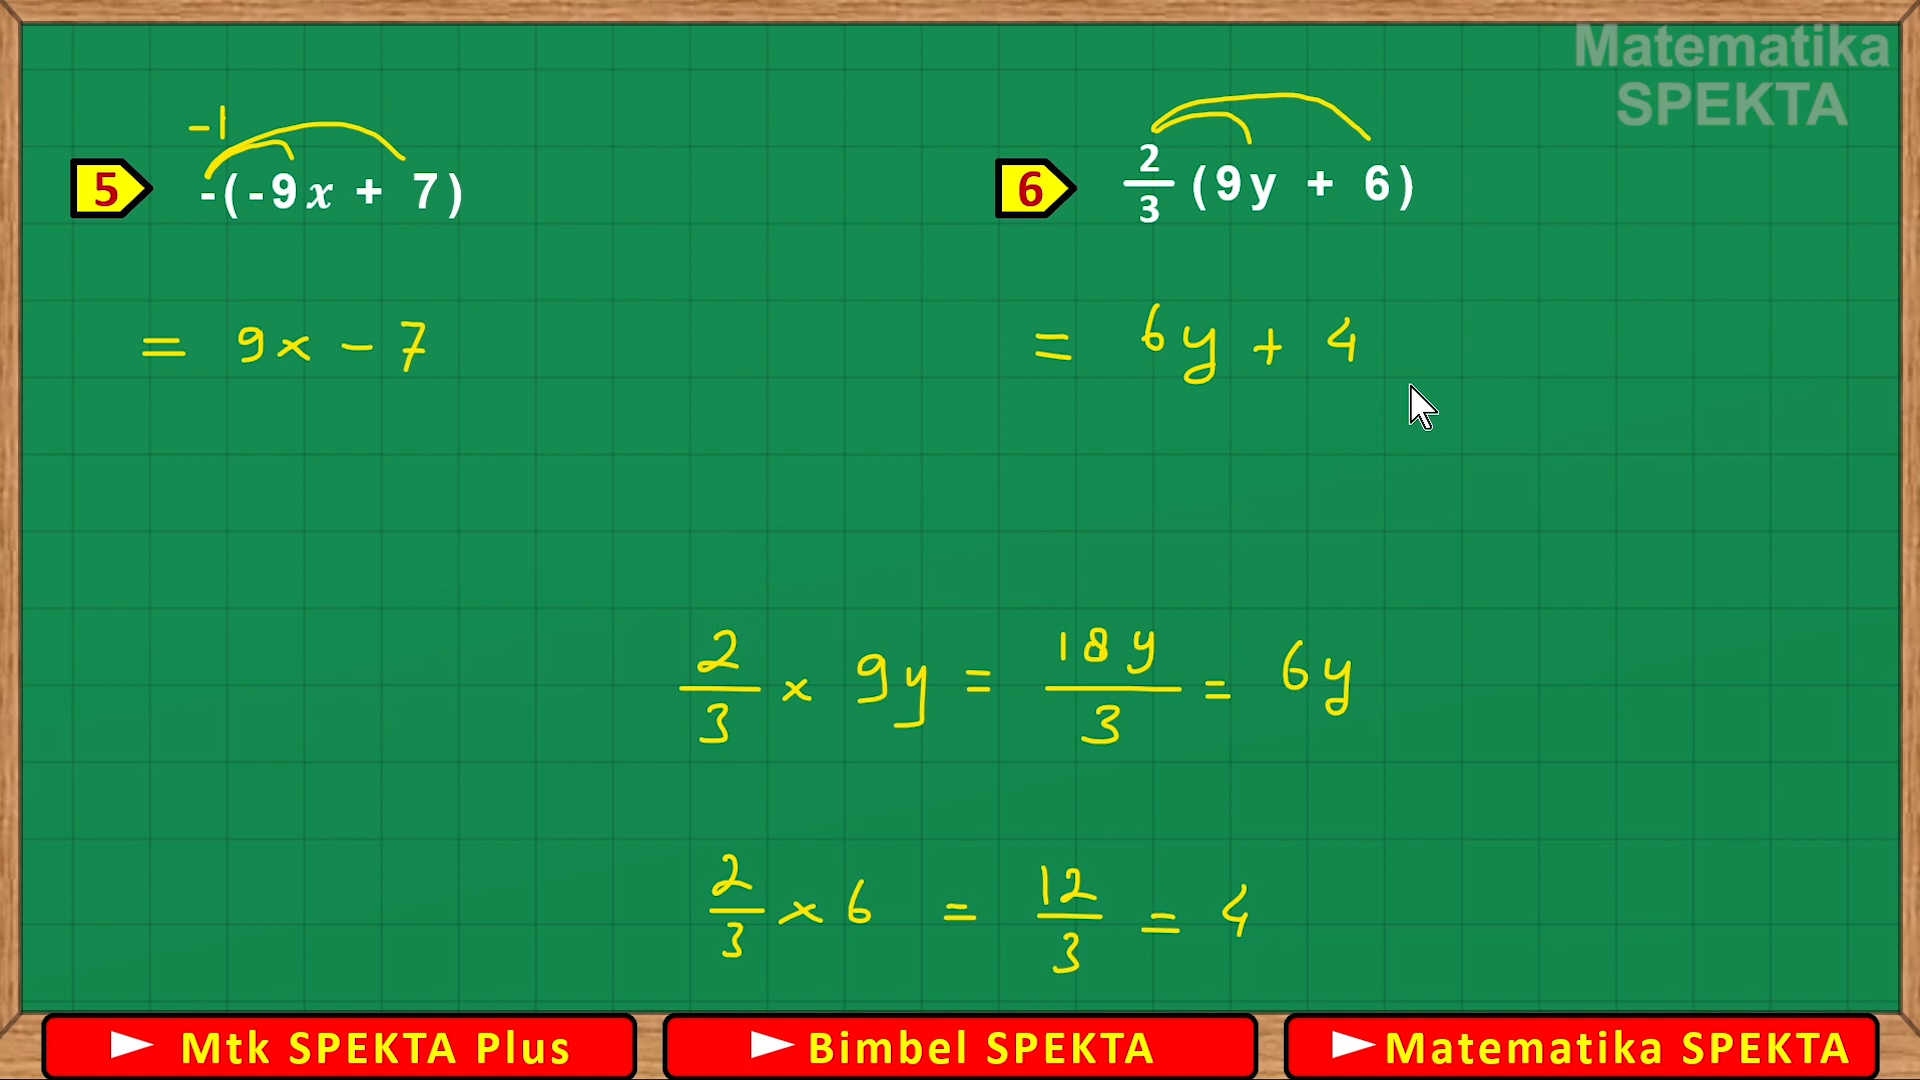 Matematika
SPEKTA
-1
5 -(-9x + 7)
= 9x - 7
6 2/3 (9y + 6)
= 6y + 4
2/3 × 9y = 18y/3 = 6y
2/3 × 6 = 12/3 = 4
Mtk SPEKTA Plus
Bimbel SPEKTA
Matematika SPEKTA